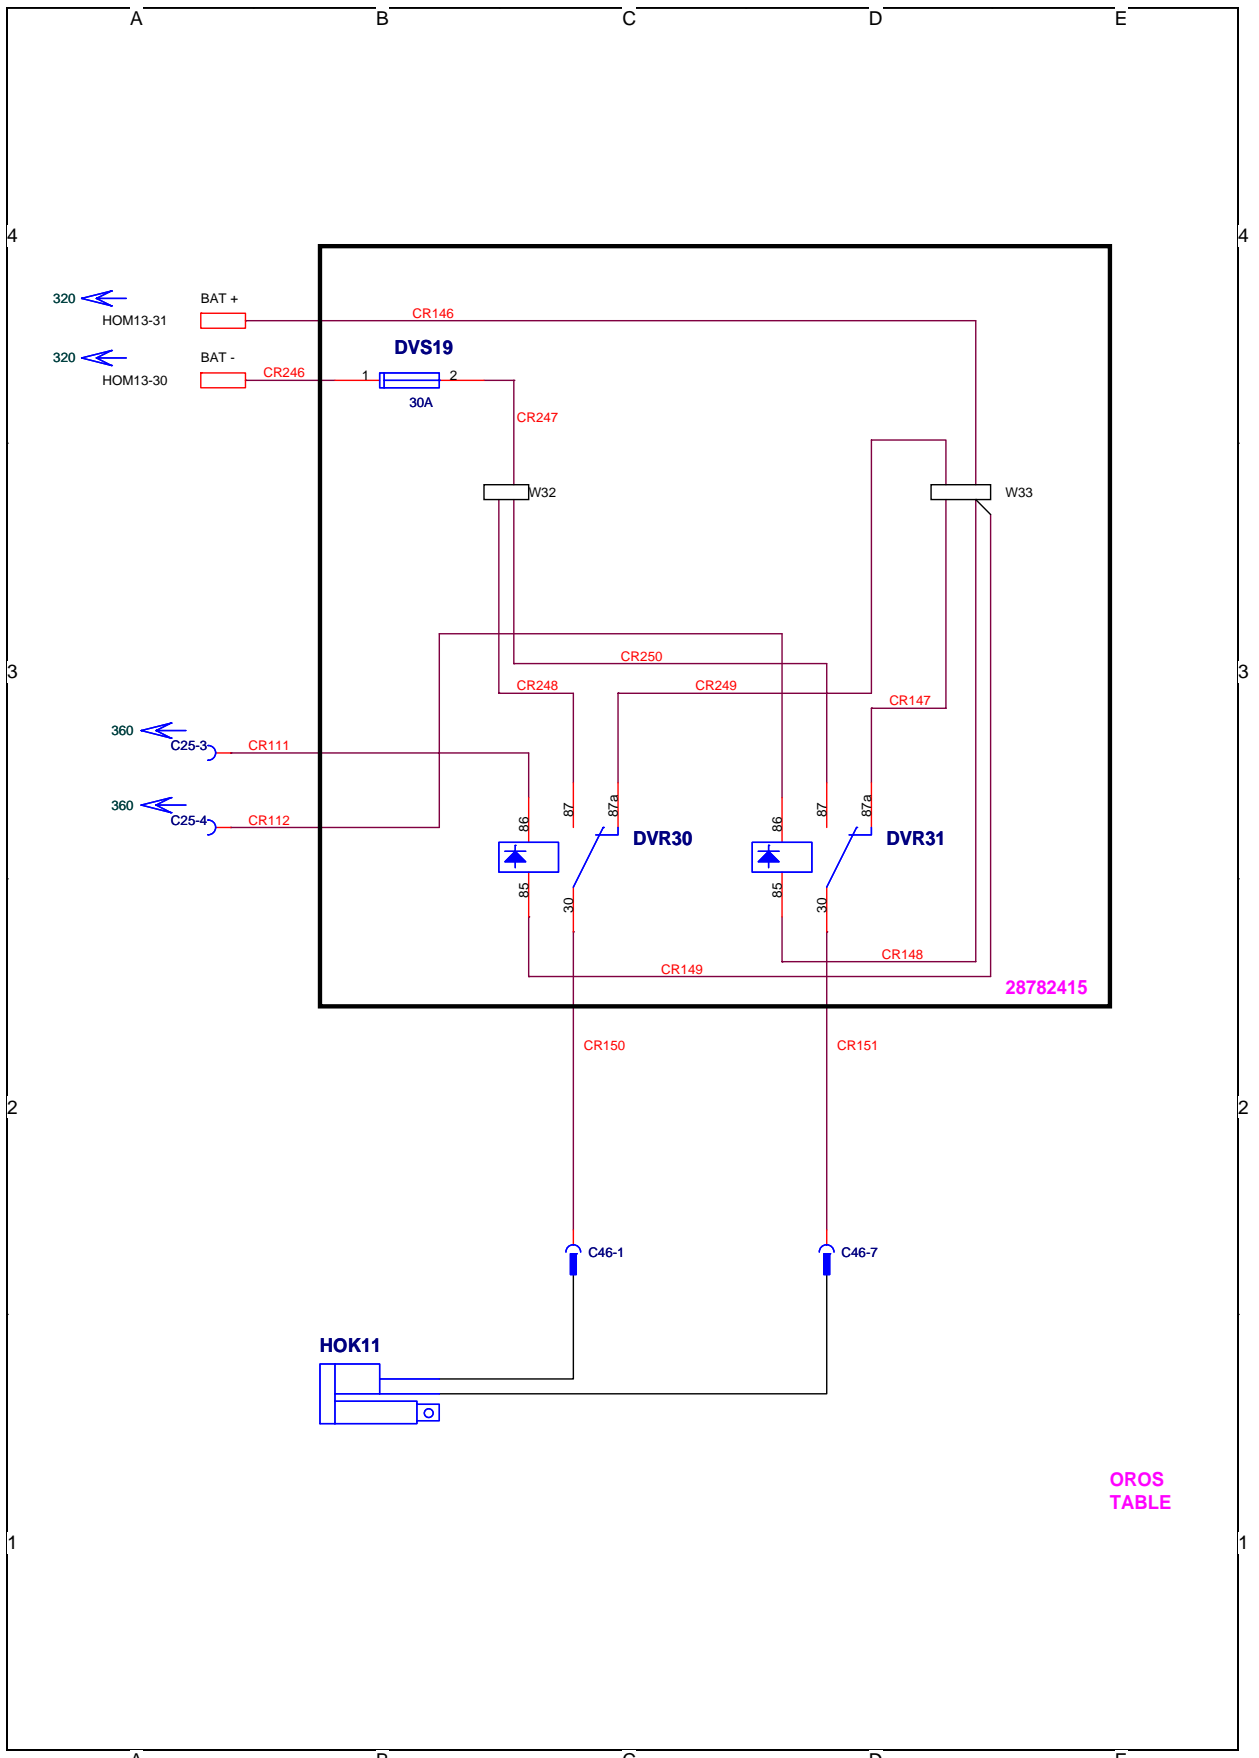 A B C D E
4 4
320 BAT +
HOM13-31
CR146
320 BAT -
HOM13-30
CR246
DVS19
1 2
30A
CR247
W32
W33
3 3
CR250
CR248
CR249
CR147
360
C25-3
CR111
360
C25-4
CR112
86 87 87a
DVR30
85 30
86 87 87a
DVR31
85 30
CR148
CR149
28782415
CR150
CR151
2 2
C46-1
C46-7
HOK11
OROS
TABLE
1 1
A B C D E